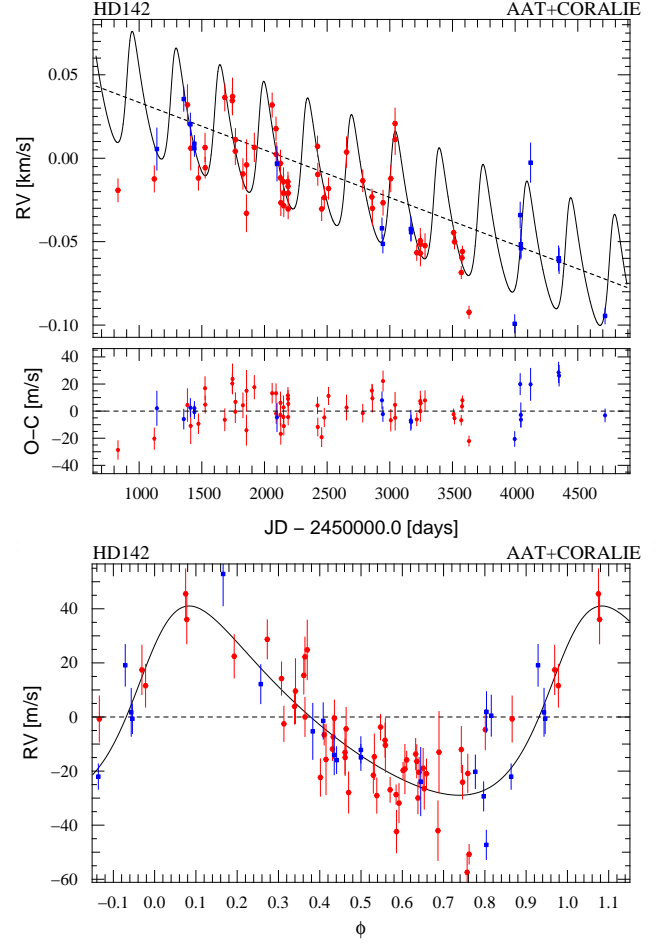 HD142 AAT+CORALIE
RV [km/s]
0.05
0.00
−0.05
−0.10
O−C [m/s]
40
20
0
−20
−40
1000 1500 2000 2500 3000 3500 4000 4500
JD − 2450000.0 [days]
HD142 AAT+CORALIE
RV [m/s]
40
20
0
−20
−40
−60
−0.1 0.0 0.1 0.2 0.3 0.4 0.5 0.6 0.7 0.8 0.9 1.0 1.1
ϕ